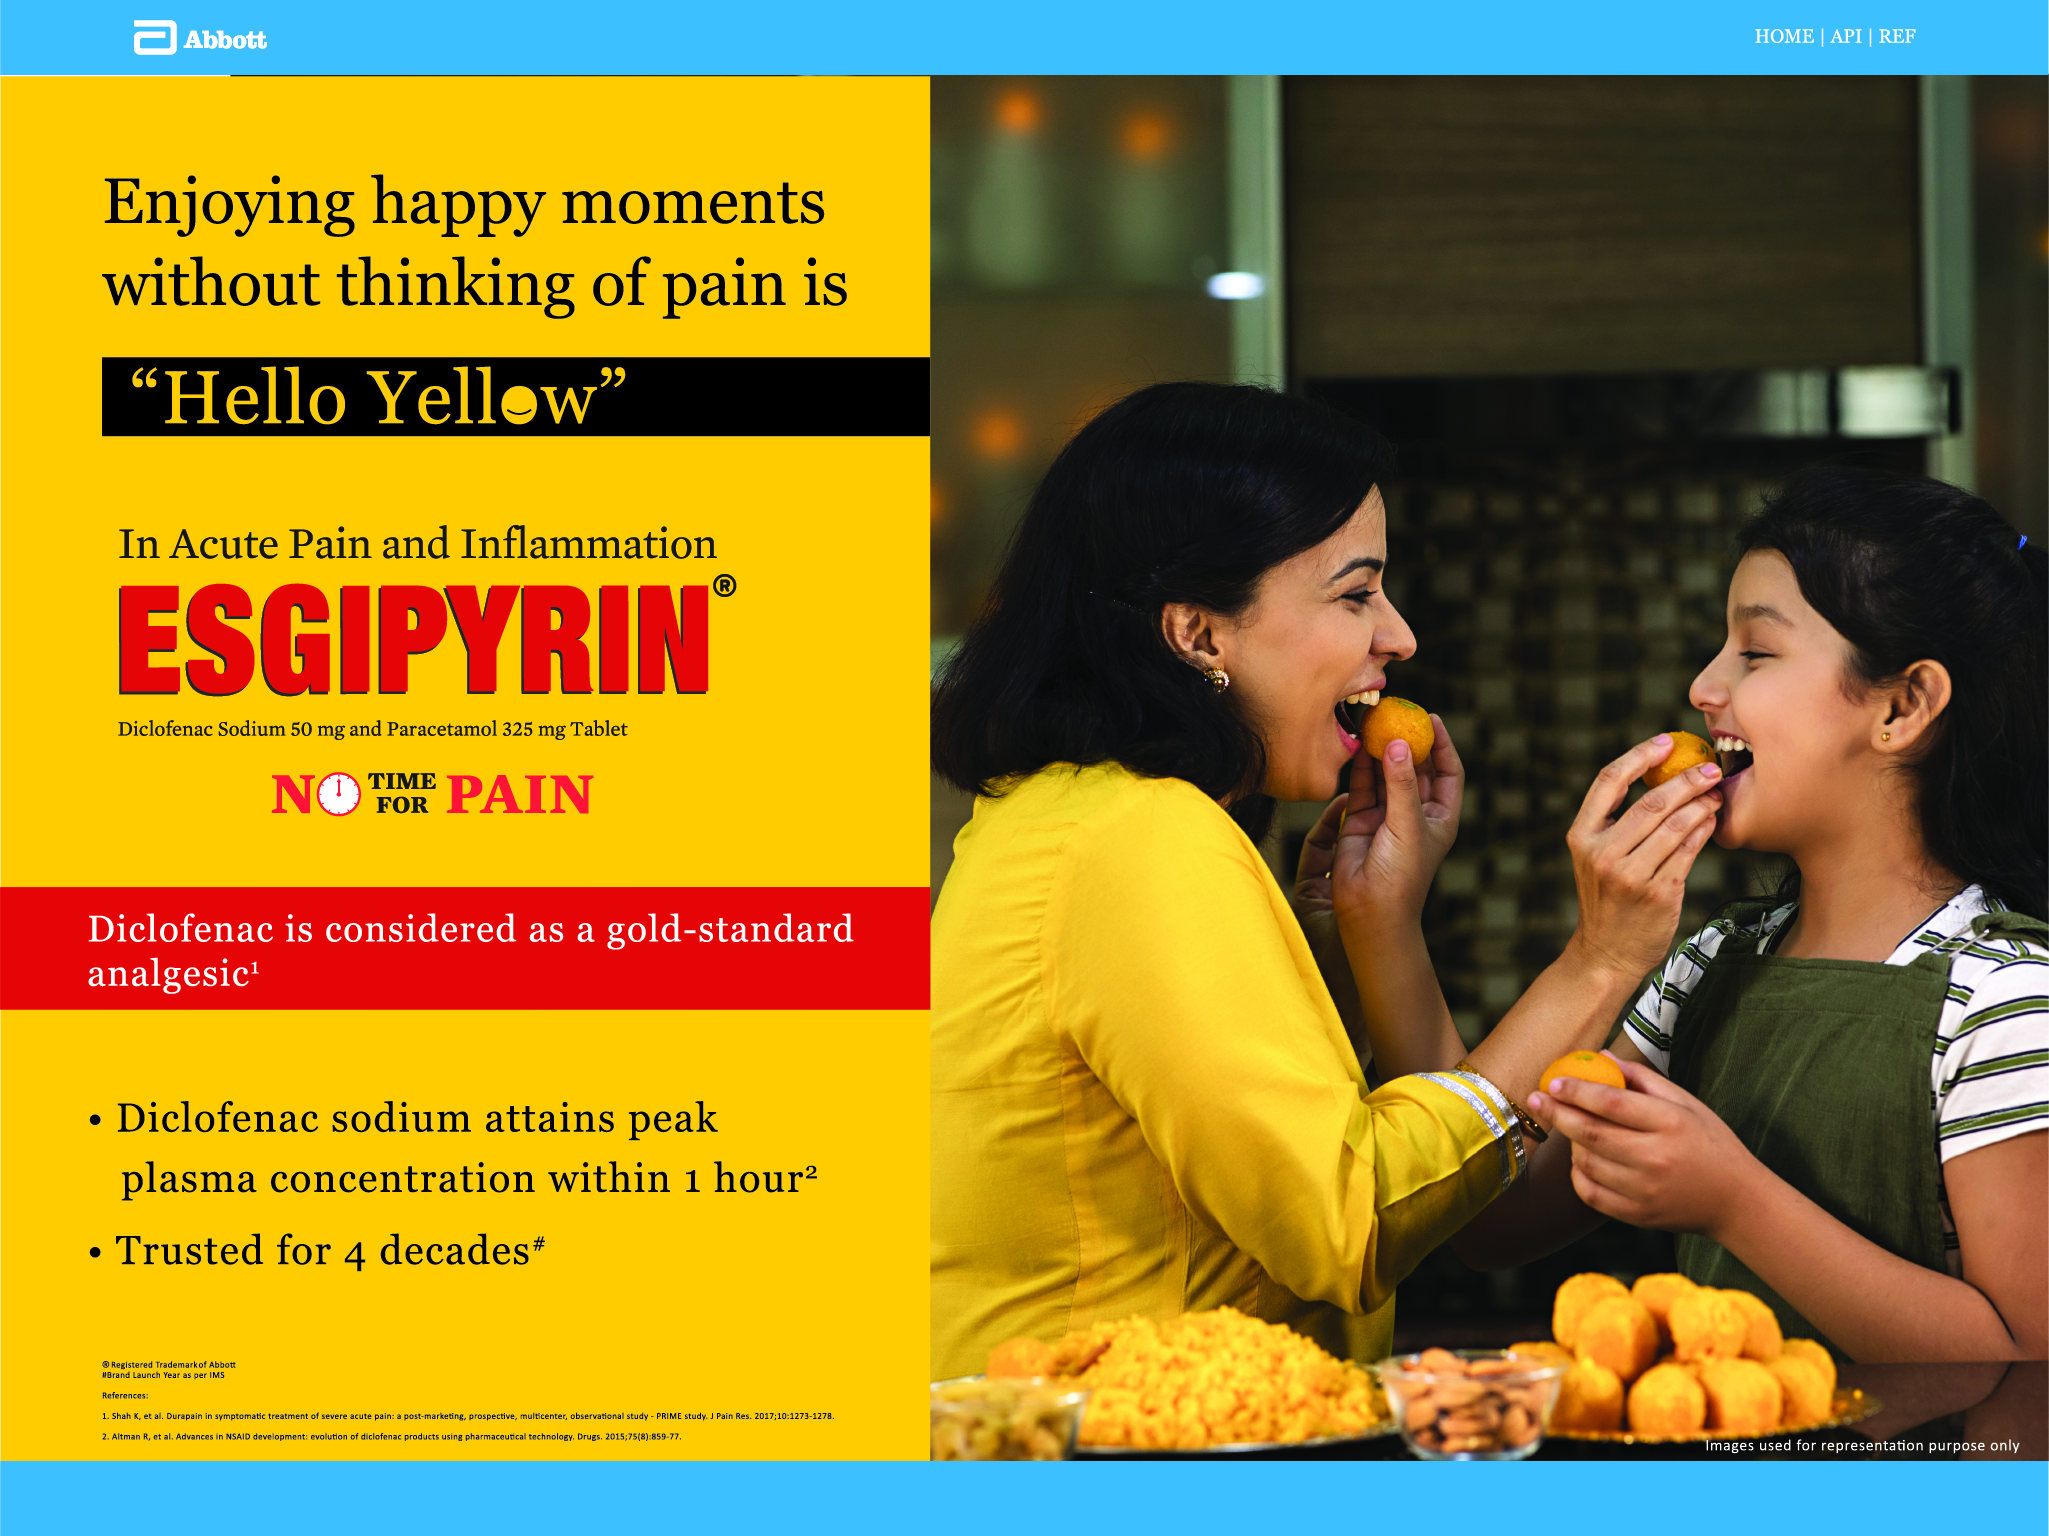 Abbott
HOME | API | REF
Enjoying happy moments
without thinking of pain is
“Hello Yellow”
In Acute Pain and Inflammation
ESGIPYRIN®
Diclofenac Sodium 50 mg and Paracetamol 325 mg Tablet
NO TIME FOR PAIN
Diclofenac is considered as a gold-standard
analgesic¹
• Diclofenac sodium attains peak
plasma concentration within 1 hour²
• Trusted for 4 decades#
® Registered Trademark of Abbott
#Brand Launch Year as per IMS
References:
1. Shah K, et al. Durapain in symptomatic treatment of severe acute pain: a post-marketing, prospective, multicenter, observational study - PRIME study. J Pain Res. 2017;10:1273-1278.
2. Altman R, et al. Advances in NSAID development: evolution of diclofenac products using pharmaceutical technology. Drugs. 2015;75(8):859-77.
Images used for representation purpose only